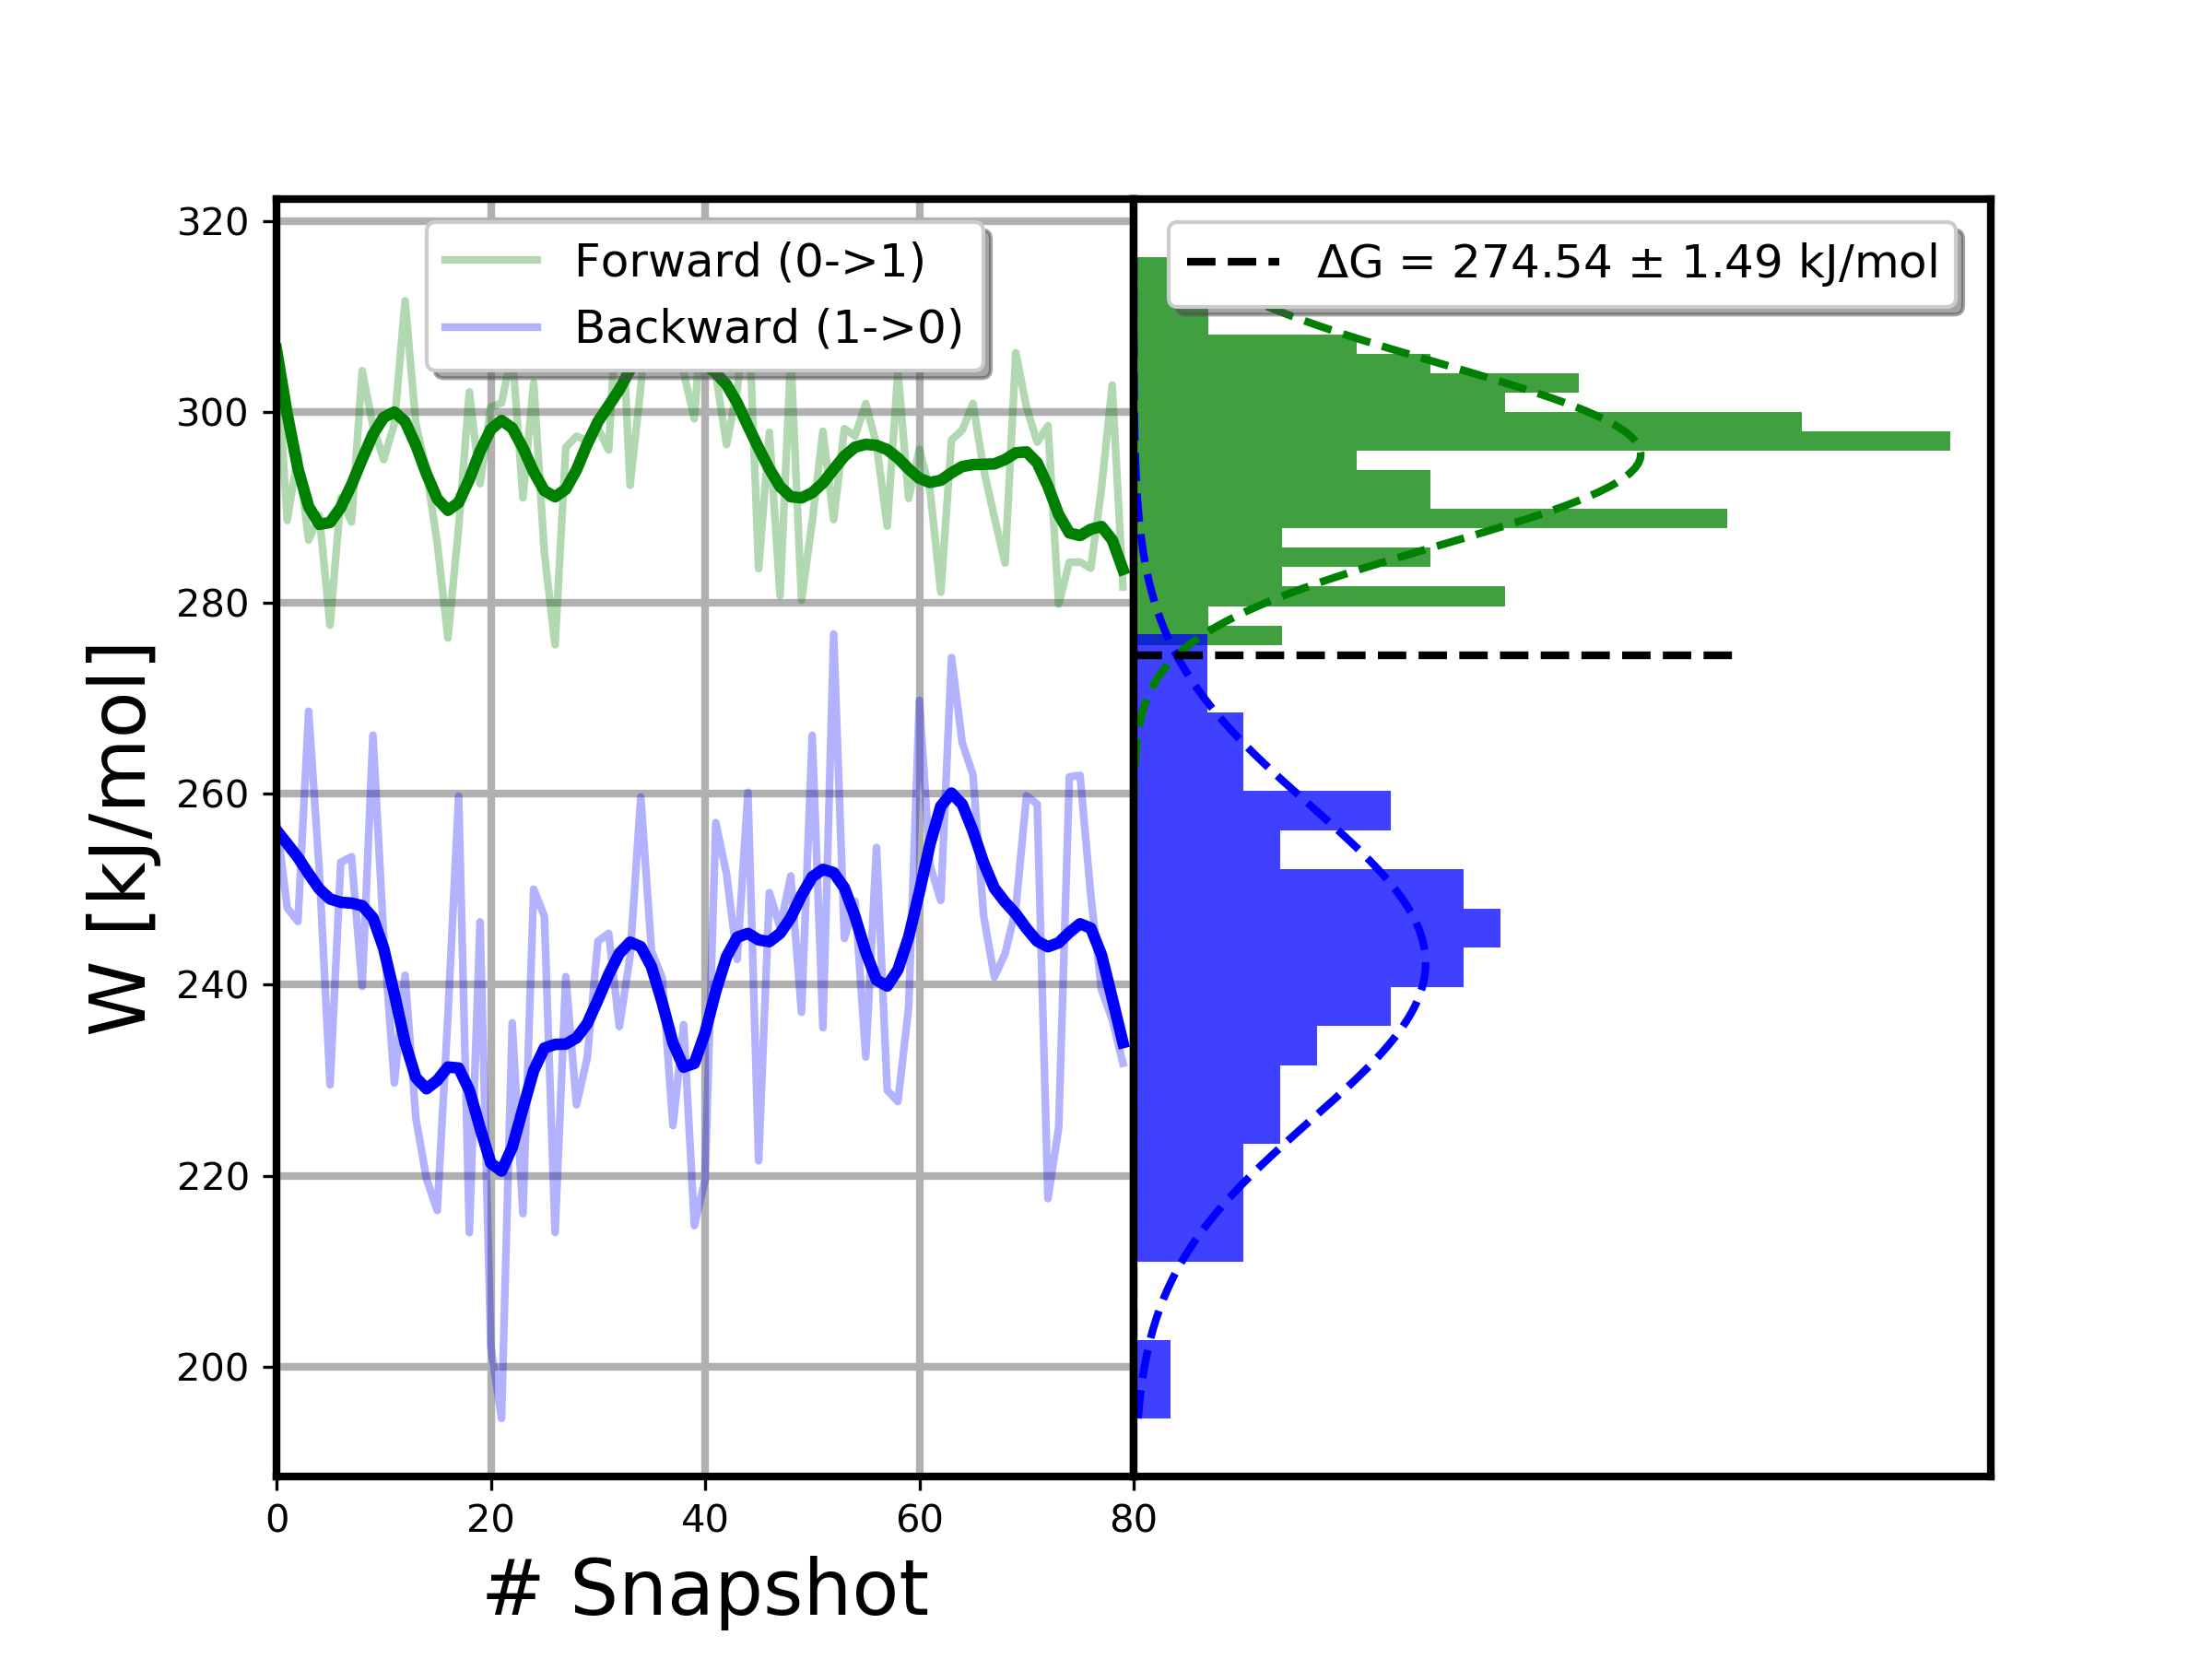 Forward (0->1)
Backward (1->0)
ΔG = 274.54 ± 1.49 kJ/mol
W [kJ/mol]
320
300
280
260
240
220
200
0 20 40 60 80
# Snapshot